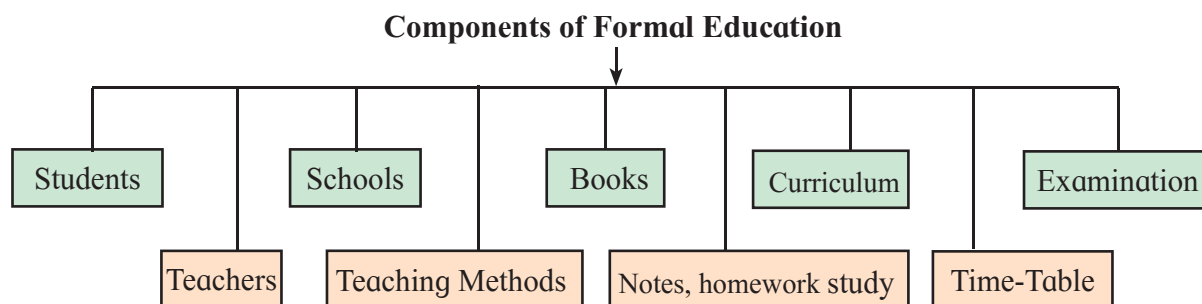 Components of Formal Education
Students
Schools
Books
Curriculum
Examination
Teachers
Teaching Methods
Notes, homework study
Time-Table